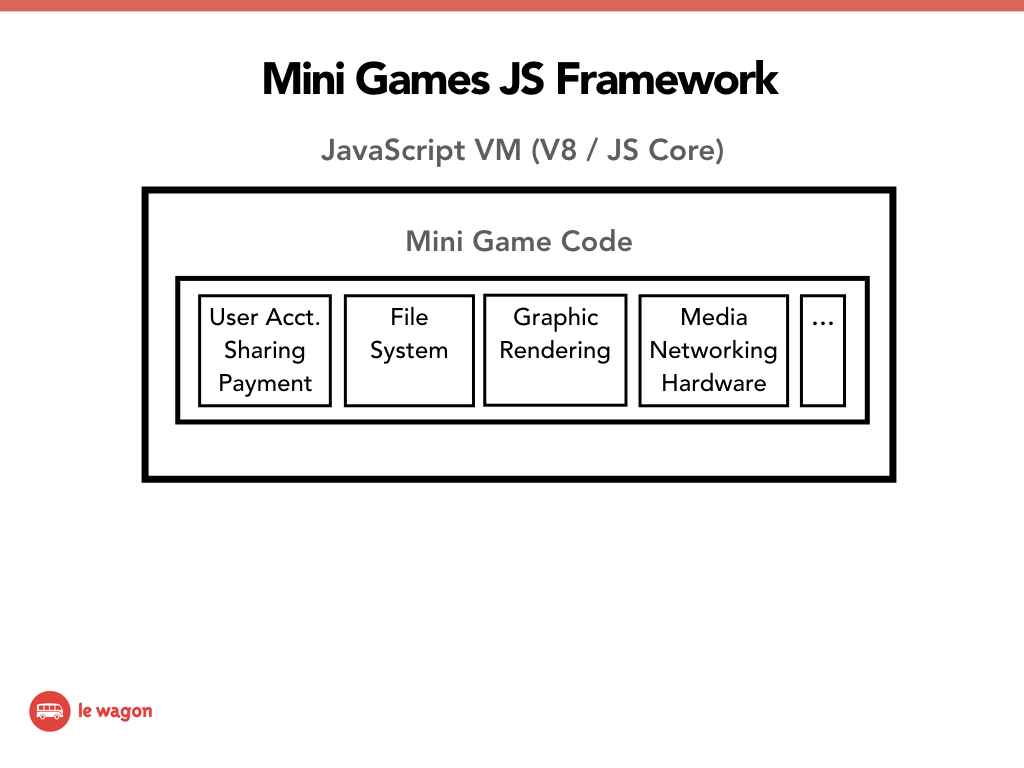 Mini Games JS Framework
JavaScript VM (V8 / JS Core)
Mini Game Code
User Acct.
Sharing
Payment
File
System
Graphic
Rendering
Media
Networking
Hardware
...
le wagon